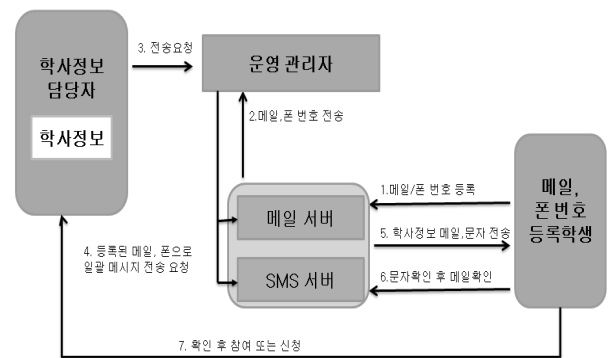 학사정보
담당자
학사정보
3. 전송요청
운영 관리자
2.메일,폰 번호 전송
메일 서버
SMS 서버
1.메일/폰 번호 등록
5. 학사정보 메일,문자 전송
6.문자확인 후 메일확인
메일,
폰 번호
등록학생
4. 등록된 메일, 폰으로
일괄 메시지 전송 요청
7. 확인 후 참여 또는 신청